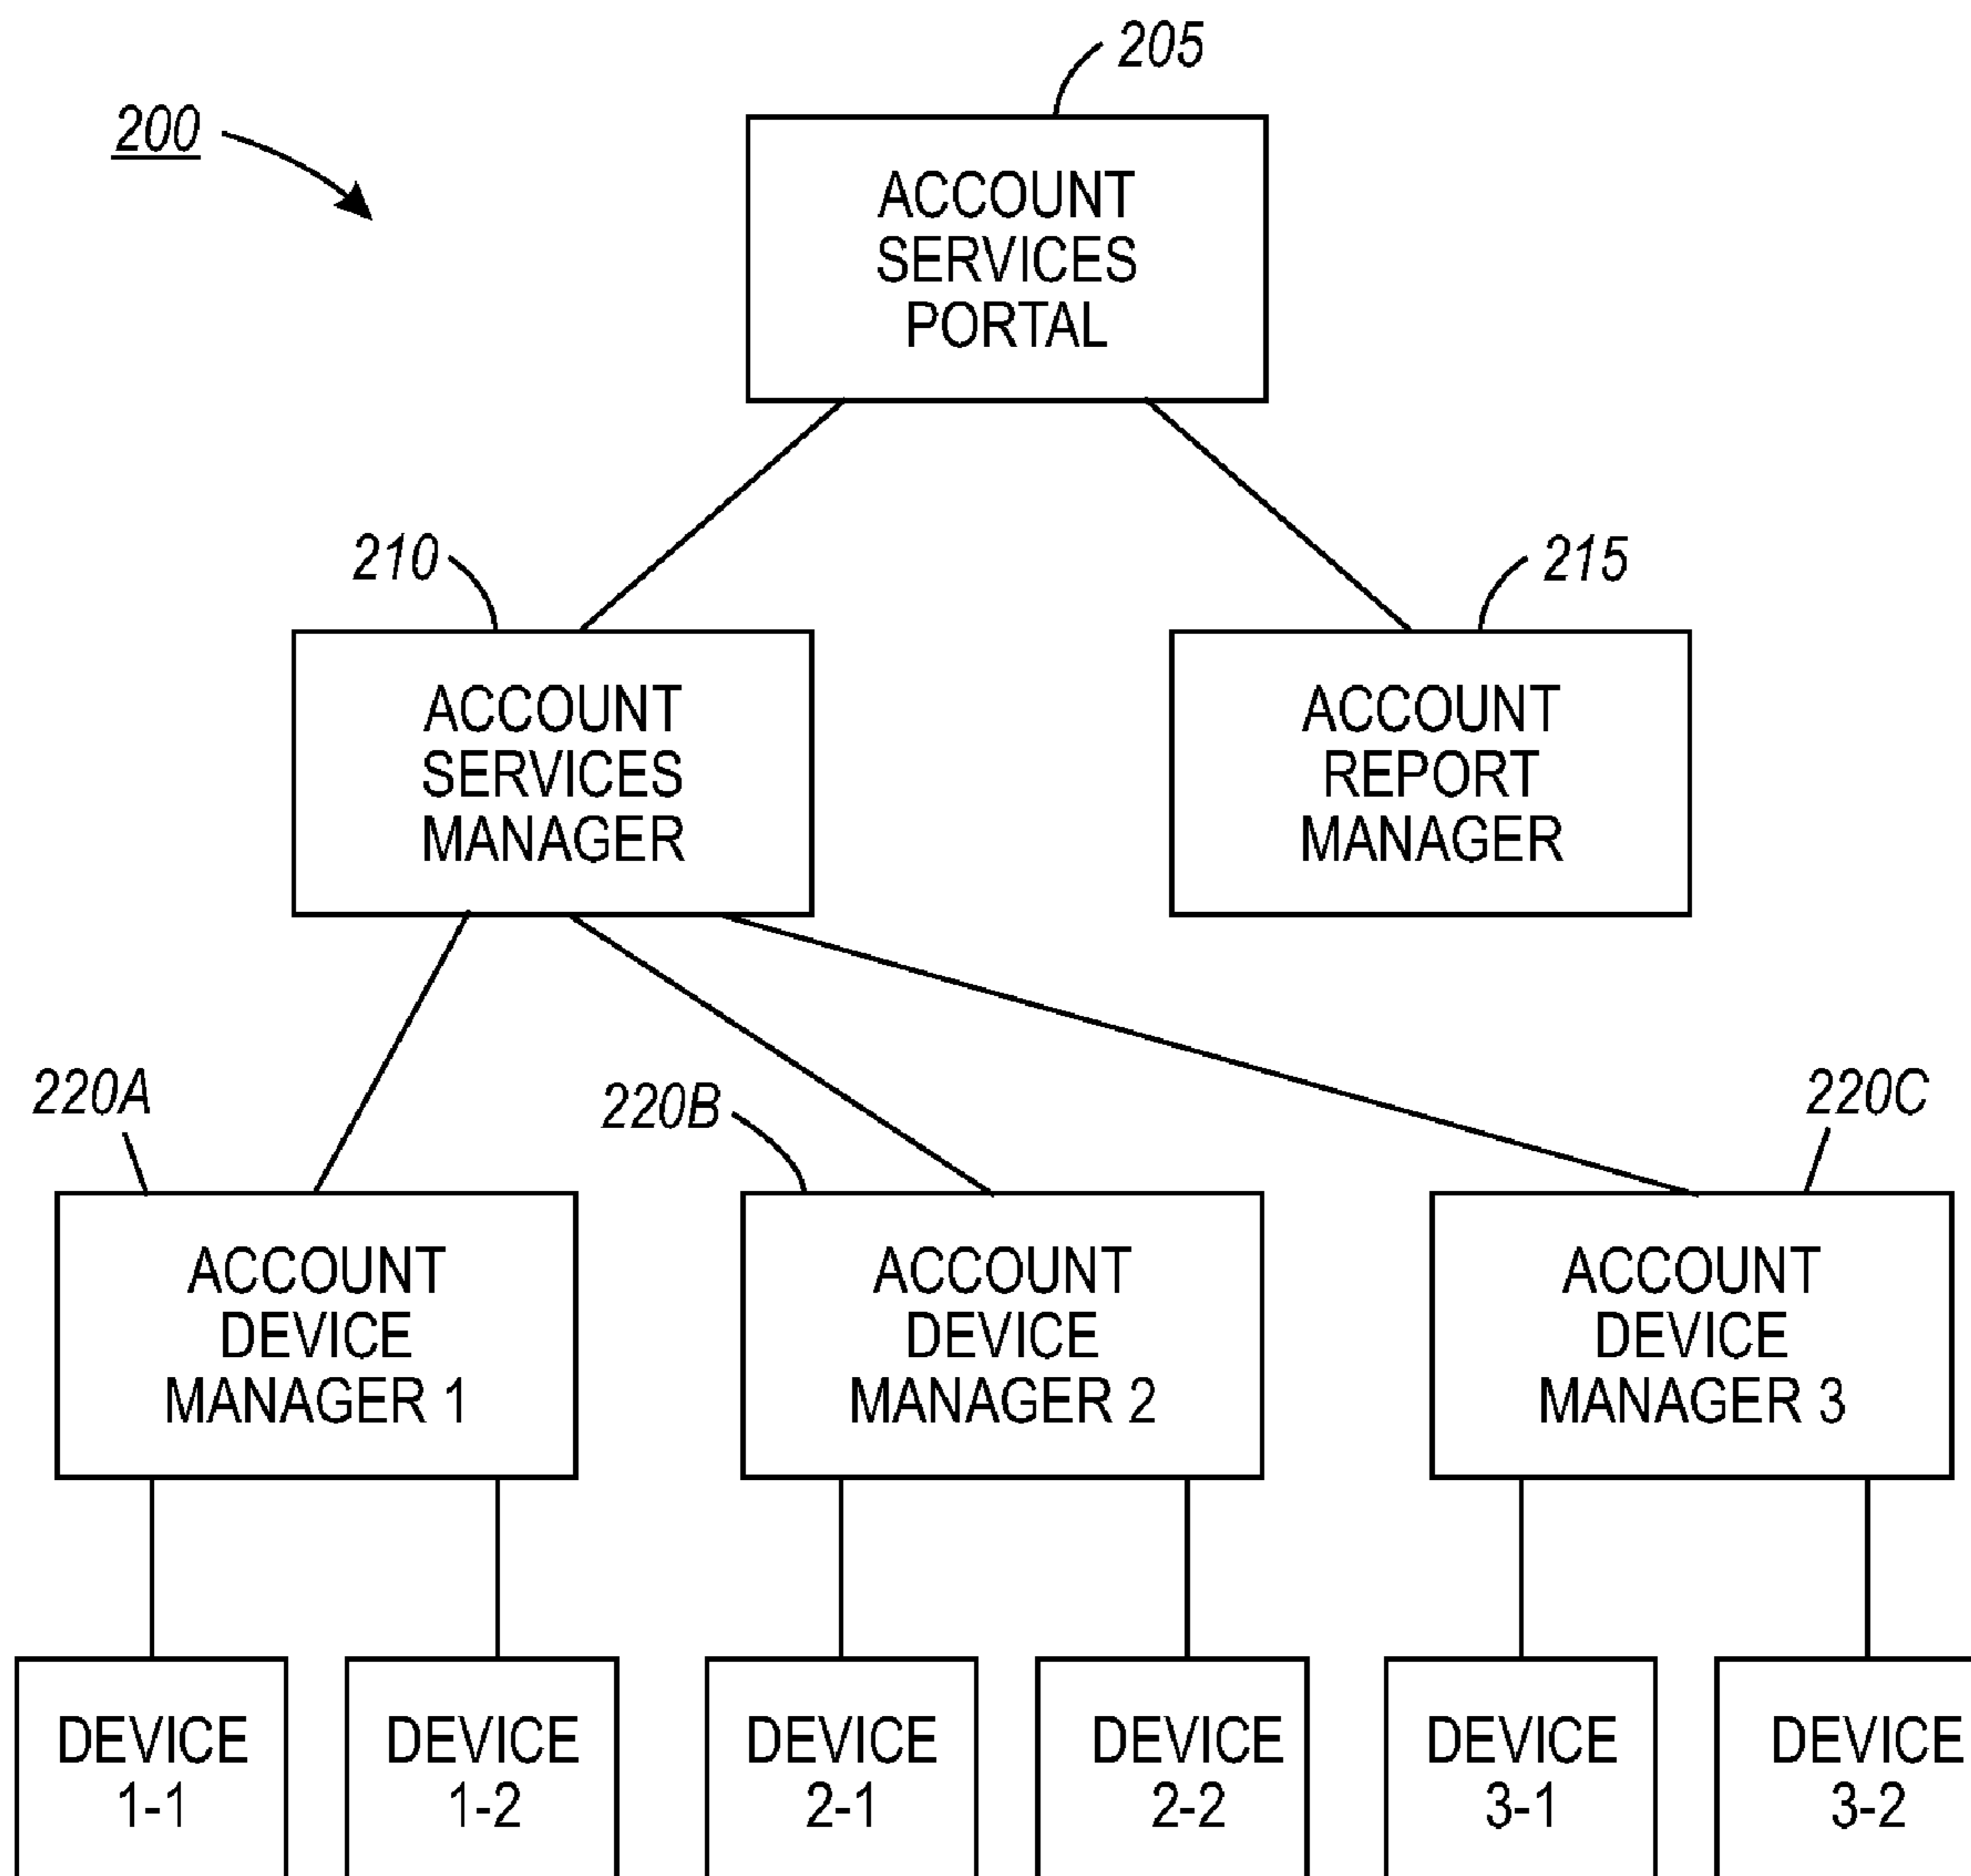 205
200
ACCOUNT
SERVICES
PORTAL
210
215
ACCOUNT
SERVICES
MANAGER
ACCOUNT
REPORT
MANAGER
220A
220B
220C
ACCOUNT
DEVICE
MANAGER 1
ACCOUNT
DEVICE
MANAGER 2
ACCOUNT
DEVICE
MANAGER 3
DEVICE
1-1
DEVICE
1-2
DEVICE
2-1
DEVICE
2-2
DEVICE
3-1
DEVICE
3-2